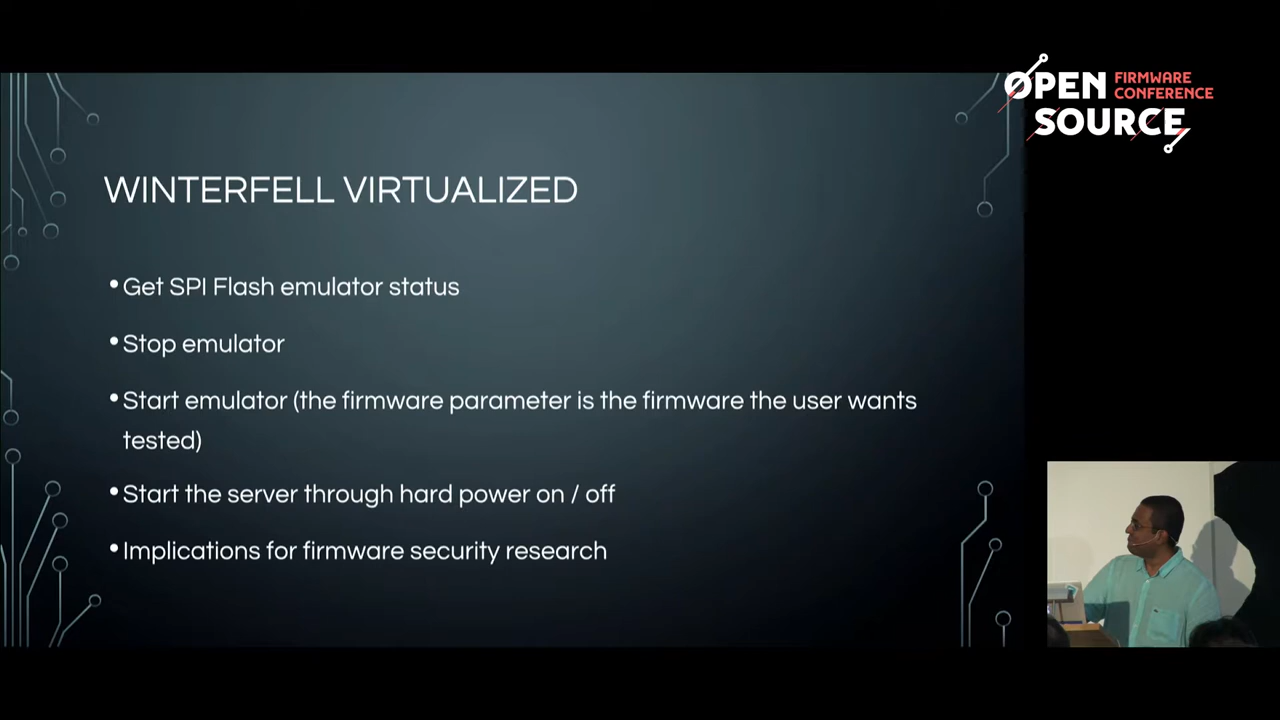 OPEN FIRMWARE
CONFERENCE
SOURCE
WINTERFELL VIRTUALIZED
•Get SPI Flash emulator status
•Stop emulator
•Start emulator (the firmware parameter is the firmware the user wants
tested)
•Start the server through hard power on / off
•Implications for firmware security research